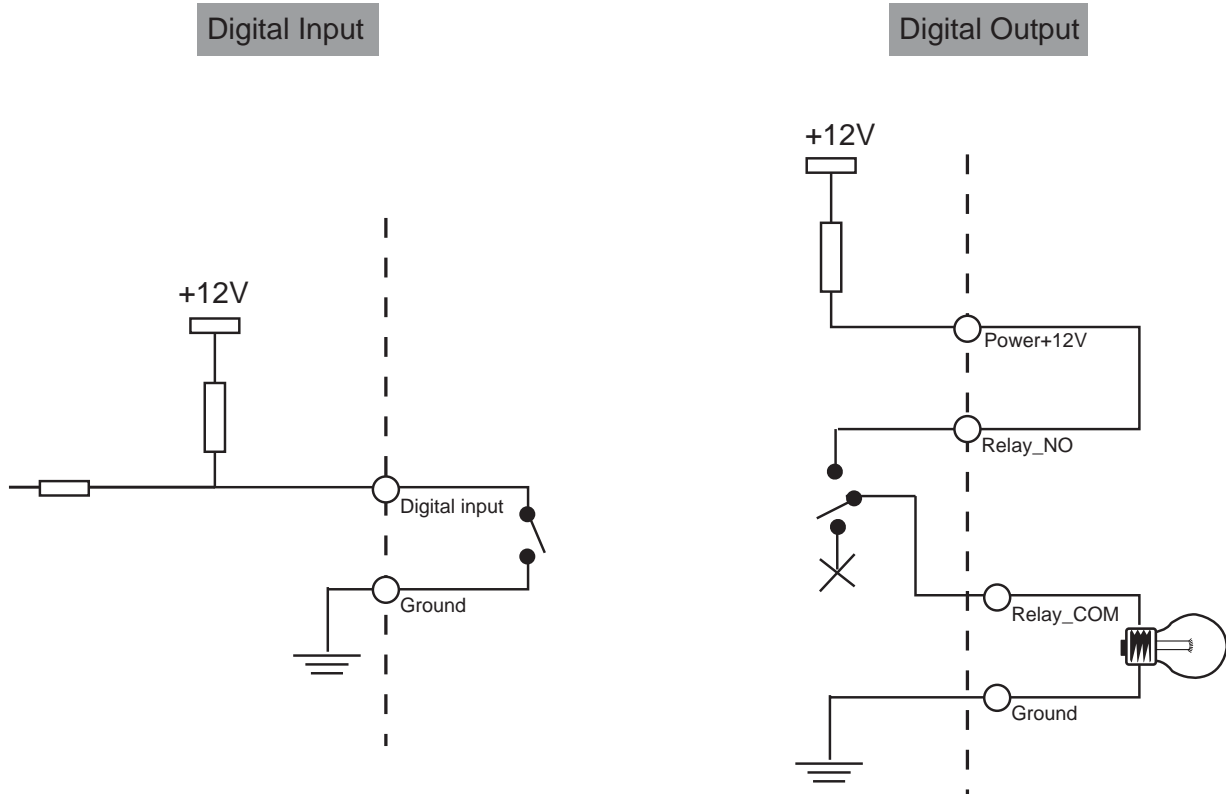 Digital Input
+12V
Digital input
Ground
Digital Output
+12V
Power+12V
Relay_NO
Relay_COM
Ground